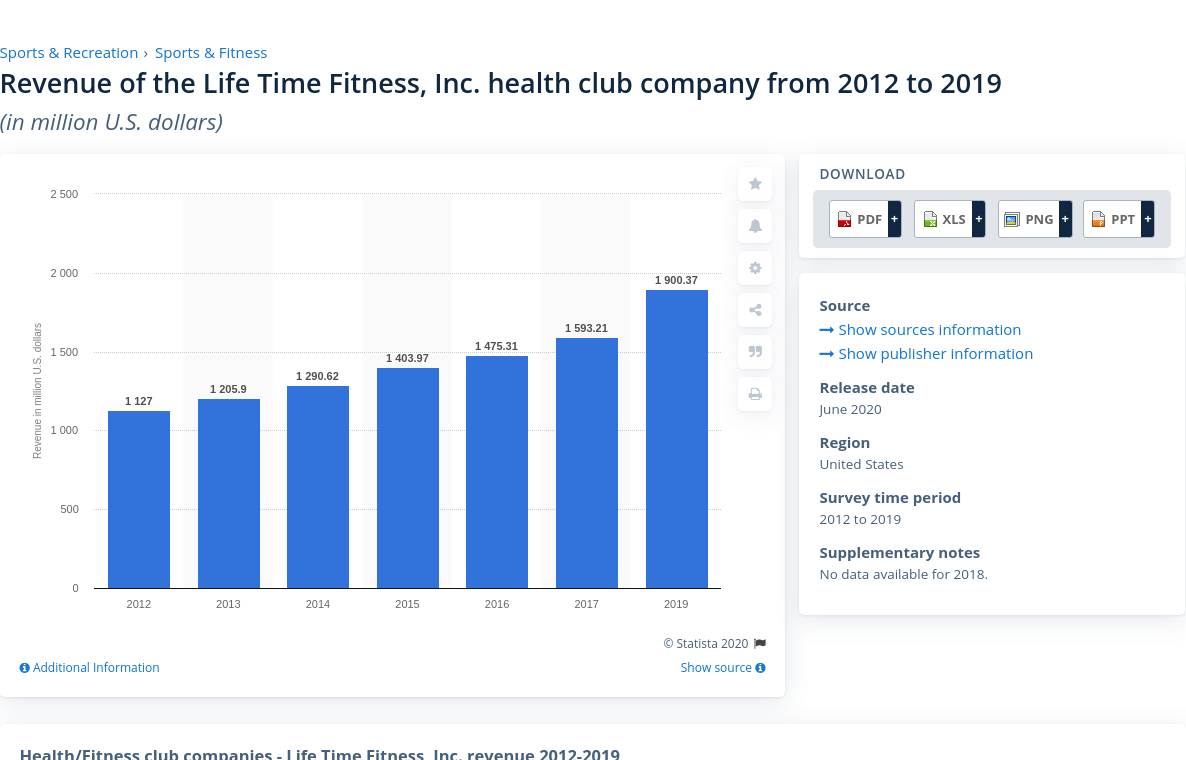 Sports & Recreation › Sports & Fitness
Revenue of the Life Time Fitness, Inc. health club company from 2012 to 2019
(in million U.S. dollars)
2 500
2 000
1 500
1 000
500
0
Revenue in million U.S. dollars
1 127
1 205.9
1 290.62
1 403.97
1 475.31
1 593.21
1 900.37
2012 2013 2014 2015 2016 2017 2019
© Statista 2020
Additional Information
Show source
DOWNLOAD
PDF + XLS + PNG + PPT +
Source
Show sources information
Show publisher information
Release date
June 2020
Region
United States
Survey time period
2012 to 2019
Supplementary notes
No data available for 2018.
Health/Fitness club companies - Life Time Fitness, Inc. revenue 2012-2019